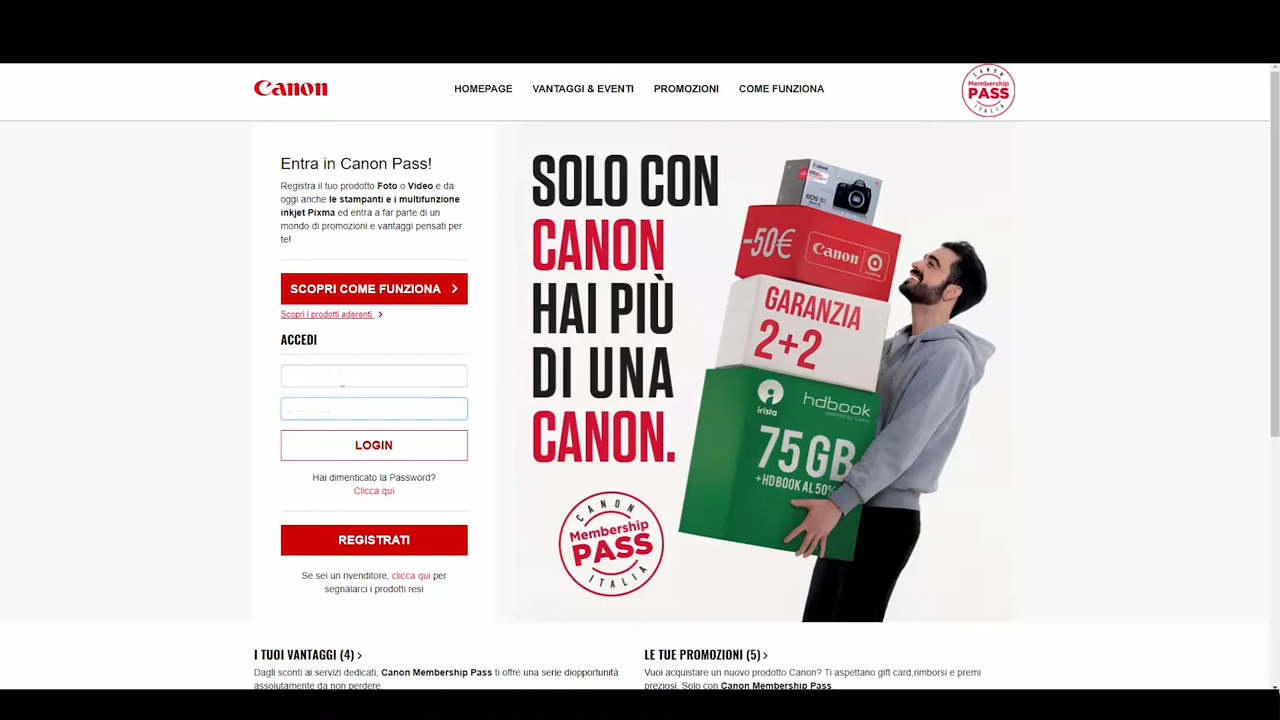 Canon
HOMEPAGE
VANTAGGI & EVENTI
PROMOZIONI
COME FUNZIONA
CANON
Membership
PASS
ITALIA
Entra in Canon Pass!
Registra il tuo prodotto Foto o Video e da
oggi anche le stampanti e i multifunzione
inkjet Pixma ed entra a far parte di un
mondo di promozioni e vantaggi pensati per
te!
SCOPRI COME FUNZIONA
Scopri i prodotti aderenti
ACCEDI
LOGIN
Hai dimenticato la Password?
Clicca qui
REGISTRATI
Se sei un rivenditore, clicca qui per
segnalarci i prodotti resi
SOLO CON
CANON
HAI PIÙ
DI UNA
CANON.
CANON
Membership
PASS
ITALIA
-50€
Canon
GARANZIA
2+2
irista
hdbook
75 GB
+HDBOOK AL 50%
I TUOI VANTAGGI (4)
Dagli sconti ai servizi dedicati, Canon Membership Pass ti offre una serie diopportunità
assolutamente da non perdere.
LE TUE PROMOZIONI (5)
Vuoi acquistare un nuovo prodotto Canon? Ti aspettano gift card,rimborsi e premi
preziosi. Solo con Canon Membership Pass.